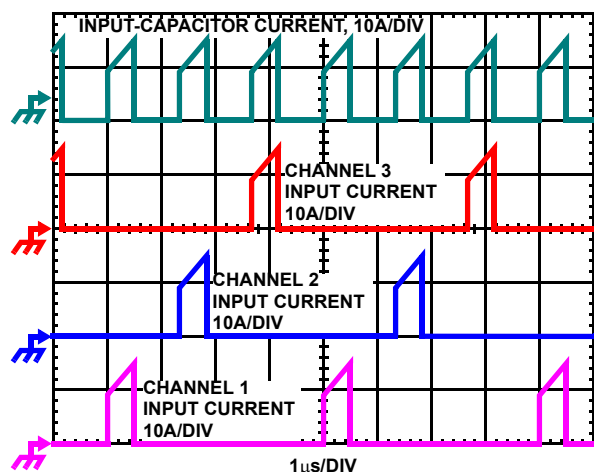 INPUT-CAPACITOR CURRENT, 10A/DIV
CHANNEL 3
INPUT CURRENT
10A/DIV
CHANNEL 2
INPUT CURRENT
10A/DIV
CHANNEL 1
INPUT CURRENT
10A/DIV
1μs/DIV